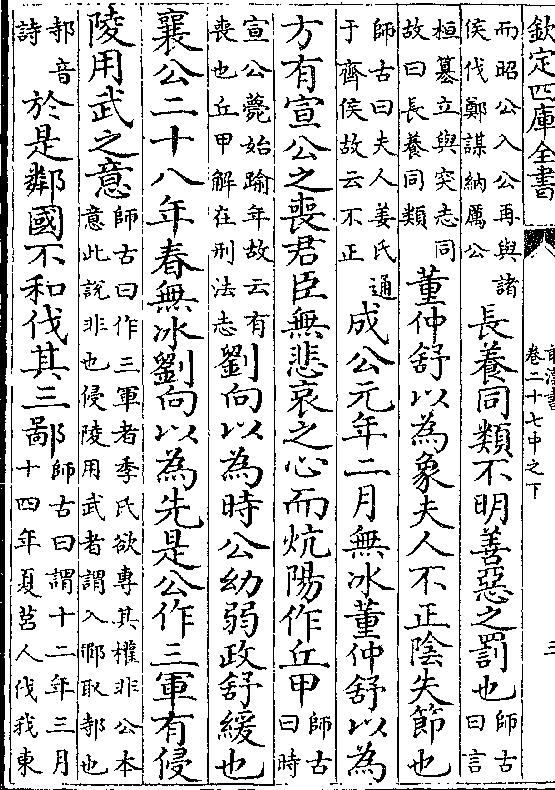 欽定四庫全書
前漢書
卷二十七中之下
三
而昭公入公再與諸
侯伐鄭謀納厲公
長養同類不明善惡之罰也
師古
曰言
桓篡立與突志同
故曰長養同類
董仲舒以為象夫人不正陰失節也
師古曰夫人姜氏通
于齊侯故云不正
成公元年二月無冰董仲舒以為
方有宣公之喪君臣無悲哀之心而炕陽作丘甲
師古
曰時
宣公薨始踰年故云有
喪也丘甲解在刑法志
劉向以為時公幼弱政舒緩也
襄公二十八年春無冰劉向以為先是公作三軍有侵
陵用武之意
師古曰作三軍者季氏欲專其權非公本
意此說非也侵陵用武者謂入鄆取邿也
邿音
詩
於是鄰國不和伐其三鄙
師古曰謂十二年三月
十四年夏莒人伐我東